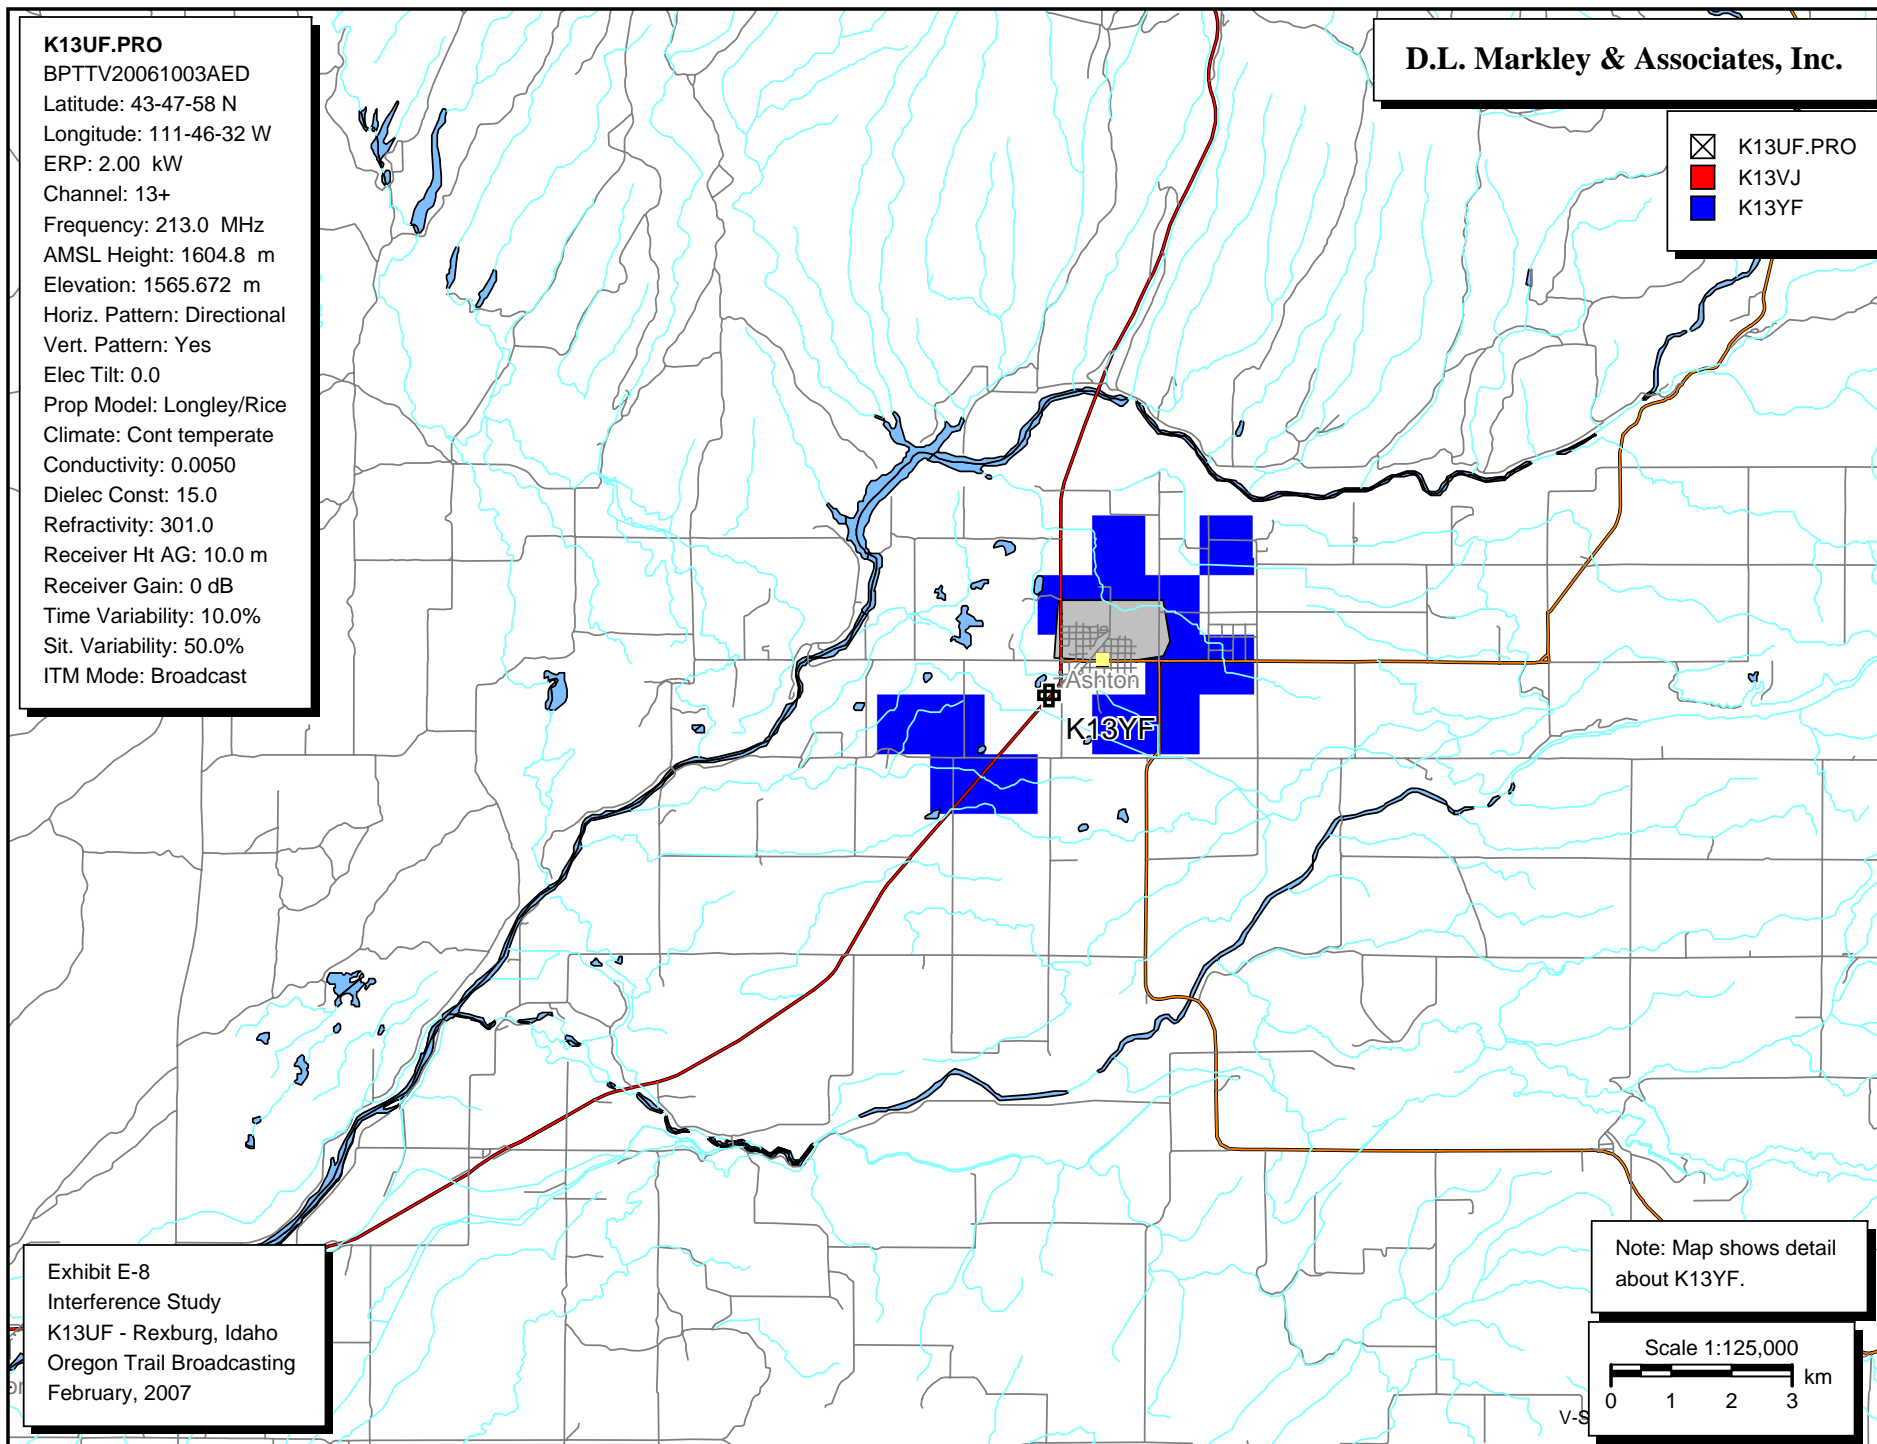 K13UF.PRO
BPTTV20061003AED
Latitude: 43-47-58 N
Longitude: 111-46-32 W
ERP: 2.00 kW
Channel: 13+
Frequency: 213.0 MHz
AMSL Height: 1604.8 m
Elevation: 1565.672 m
Horiz. Pattern: Directional
Vert. Pattern: Yes
Elec Tilt: 0.0
Prop Model: Longley/Rice
Climate: Cont temperate
Conductivity: 0.0050
Dielec Const: 15.0
Refractivity: 301.0
Receiver Ht AG: 10.0 m
Receiver Gain: 0 dB
Time Variability: 10.0%
Sit. Variability: 50.0%
ITM Mode: Broadcast
D.L. Markley & Associates, Inc.
K13UF.PRO
K13VJ
K13YF
Ashton
K13YF
Exhibit E-8
Interference Study
K13UF - Rexburg, Idaho
Oregon Trail Broadcasting
February, 2007
Note: Map shows detail
about K13YF.
Scale 1:125,000
km
0 1 2 3
V-S